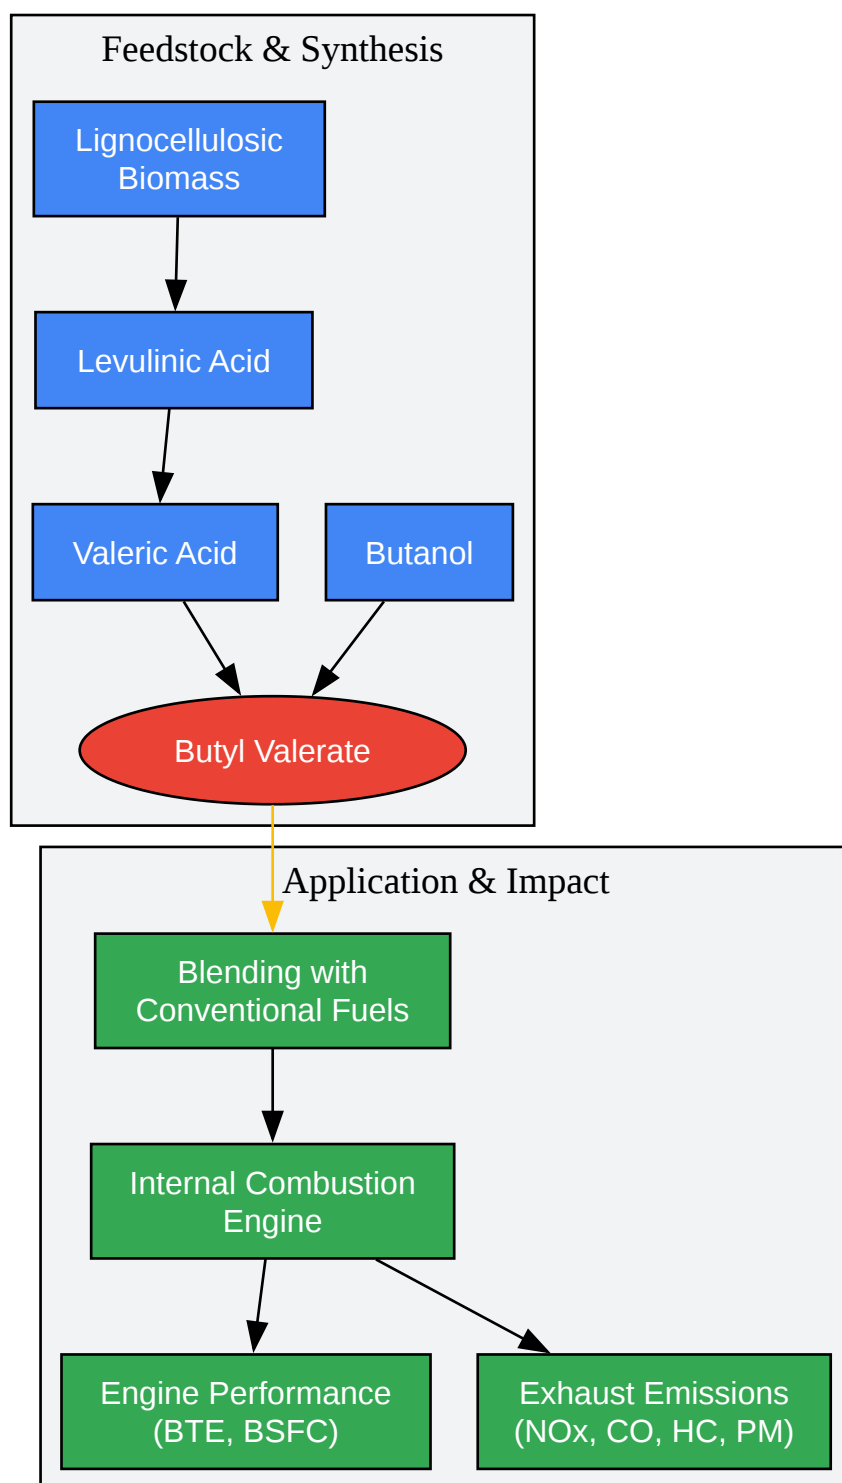 Feedstock & Synthesis
Lignocellulosic
Biomass
Levulinic Acid
Valeric Acid
Butanol
Butyl Valerate
Application & Impact
Blending with
Conventional Fuels
Internal Combustion
Engine
Engine Performance
(BTE, BSFC)
Exhaust Emissions
(NOx, CO, HC, PM)